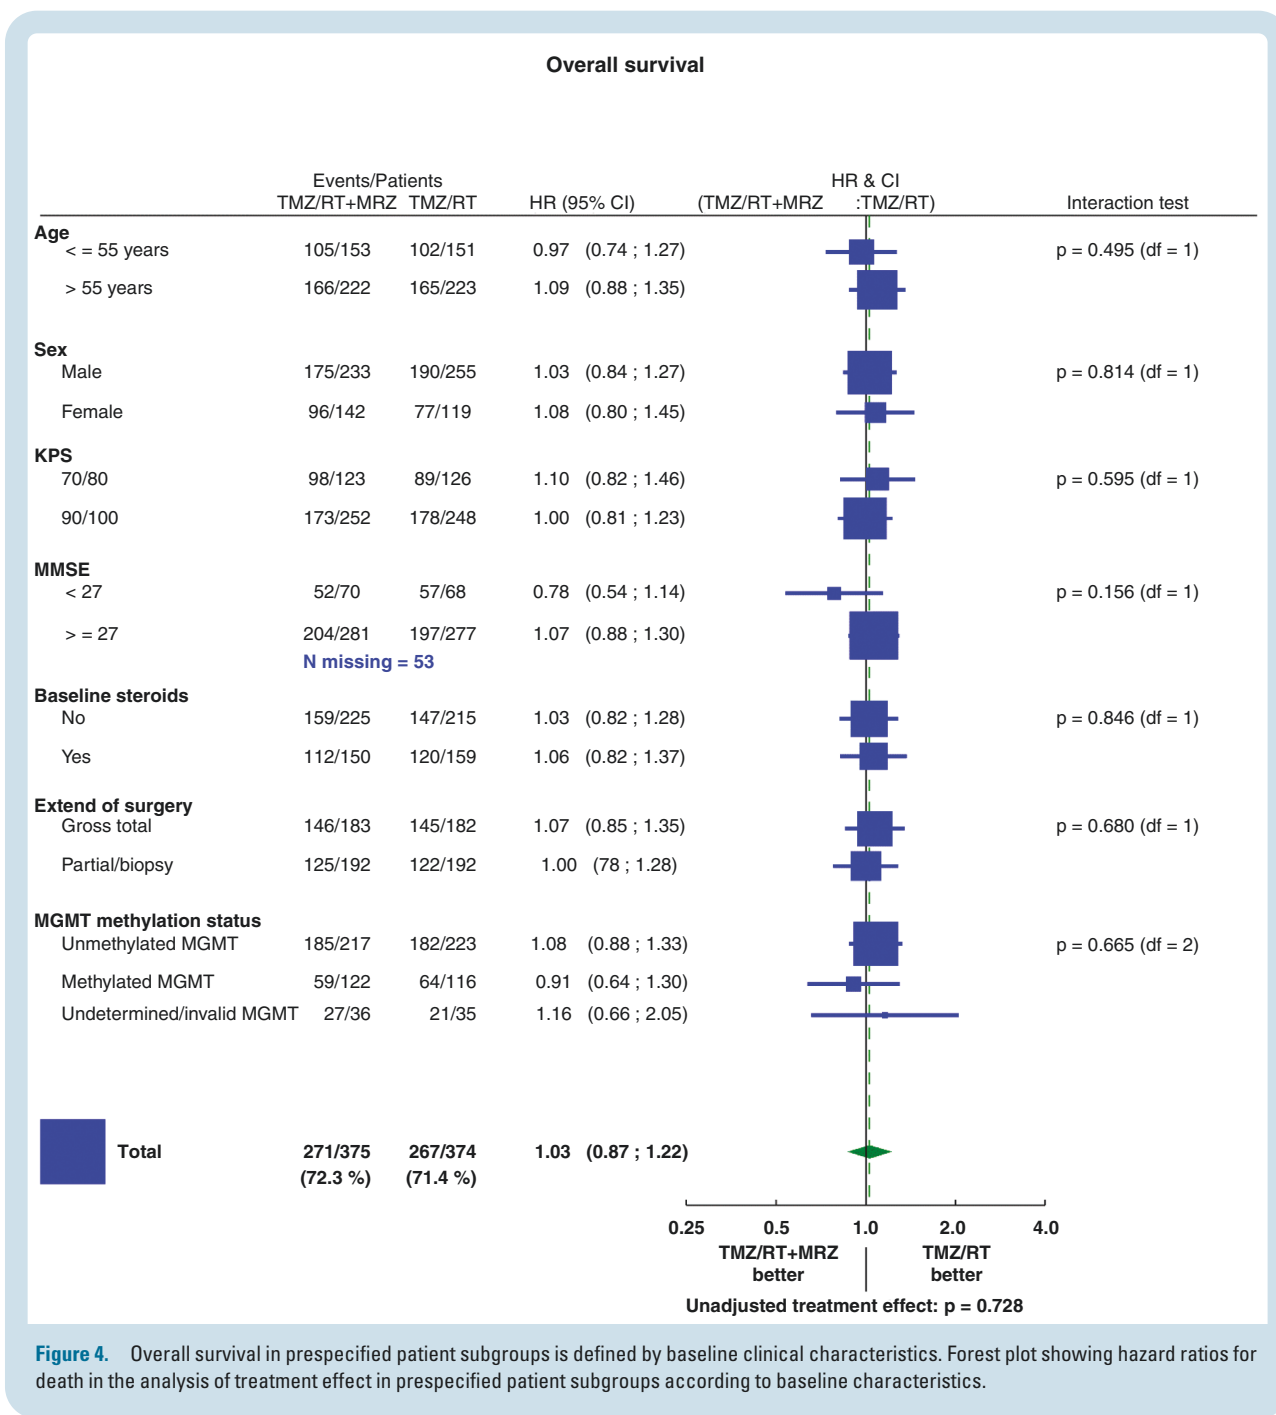 Overall survival
Events/Patients HR & CI
TMZ/RT+MRZ TMZ/RT HR (95% CI) (TMZ/RT+MRZ :TMZ/RT) Interaction test
Age
< = 55 years 105/153 102/151 0.97 (0.74 ; 1.27) p = 0.495 (df = 1)
> 55 years 166/222 165/223 1.09 (0.88 ; 1.35)
Sex
Male 175/233 190/255 1.03 (0.84 ; 1.27) p = 0.814 (df = 1)
Female 96/142 77/119 1.08 (0.80 ; 1.45)
KPS
70/80 98/123 89/126 1.10 (0.82 ; 1.46) p = 0.595 (df = 1)
90/100 173/252 178/248 1.00 (0.81 ; 1.23)
MMSE
< 27 52/70 57/68 0.78 (0.54 ; 1.14) p = 0.156 (df = 1)
> = 27 204/281 197/277 1.07 (0.88 ; 1.30)
N missing = 53
Baseline steroids
No 159/225 147/215 1.03 (0.82 ; 1.28) p = 0.846 (df = 1)
Yes 112/150 120/159 1.06 (0.82 ; 1.37)
Extend of surgery
Gross total 146/183 145/182 1.07 (0.85 ; 1.35) p = 0.680 (df = 1)
Partial/biopsy 125/192 122/192 1.00 (78 ; 1.28)
MGMT methylation status
Unmethylated MGMT 185/217 182/223 1.08 (0.88 ; 1.33) p = 0.665 (df = 2)
Methylated MGMT 59/122 64/116 0.91 (0.64 ; 1.30)
Undetermined/invalid MGMT 27/36 21/35 1.16 (0.66 ; 2.05)
Total 271/375 267/374 1.03 (0.87 ; 1.22)
(72.3 %) (71.4 %)
0.25 0.5 1.0 2.0 4.0
TMZ/RT+MRZ TMZ/RT
better better
Unadjusted treatment effect: p = 0.728
Figure 4. Overall survival in prespecified patient subgroups is defined by baseline clinical characteristics. Forest plot showing hazard ratios for
death in the analysis of treatment effect in prespecified patient subgroups according to baseline characteristics.